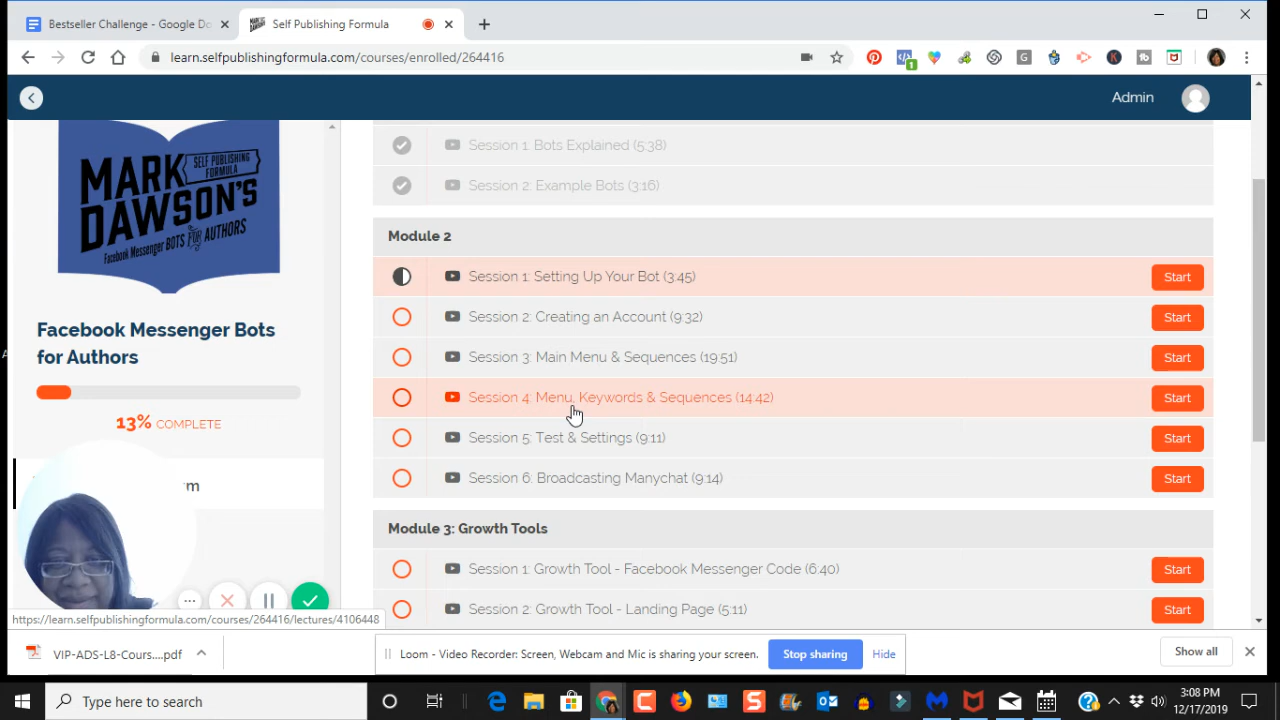 Bestseller Challenge - Google Do
Self Publishing Formula
learn.selfpublishingformula.com/courses/enrolled/264416
1
Admin
MARK
DAWSON'S
SELF PUBLISHING
FORMULA
FACEBOOK MESSENGER BOTS FOR AUTHORS
Facebook Messenger Bots
for Authors
13% COMPLETE
rm
Session 1: Bots Explained (5:38)
Session 2: Example Bots (3:16)
Module 2
Session 1: Setting Up Your Bot (3:45)
Start
Session 2: Creating an Account (9:32)
Start
Session 3: Main Menu & Sequences (19:51)
Start
Session 4: Menu, Keywords & Sequences (14:42)
Start
Session 5: Test & Settings (9:11)
Start
Session 6: Broadcasting Manychat (9:14)
Start
Module 3: Growth Tools
Session 1: Growth Tool - Facebook Messenger Code (6:40)
Start
Session 2: Growth Tool - Landing Page (5:11)
Start
https://learn.selfpublishingformula.com/courses/264416/lectures/4106448
VIP-ADS-L8-Cours....pdf
Loom - Video Recorder: Screen, Webcam and Mic is sharing your screen.
Stop sharing
Hide
Show all
Type here to search
3:08 PM
12/17/2019